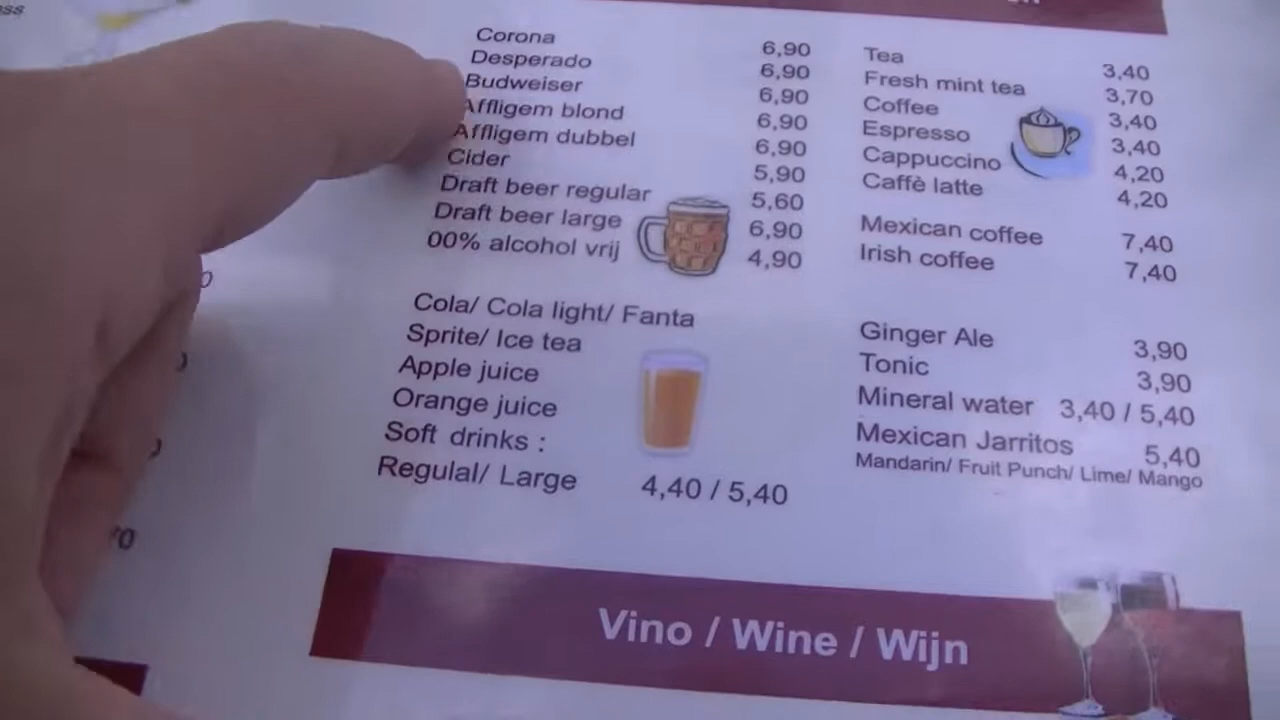 Corona 6,90
Desperado 6,90
Budweiser 6,90
Affligem blond 6,90
Affligem dubbel 6,90
Cider 5,90
Draft beer regular 5,60
Draft beer large 6,90
00% alcohol vrij 4,90
Cola/ Cola light/ Fanta
Sprite/ Ice tea
Apple juice
Orange juice
Soft drinks :
Regulal/ Large 4,40 / 5,40
Tea 3,40
Fresh mint tea 3,70
Coffee 3,40
Espresso 3,40
Cappuccino 4,20
Caffè latte 4,20
Mexican coffee 7,40
Irish coffee 7,40
Ginger Ale 3,90
Tonic 3,90
Mineral water 3,40 / 5,40
Mexican Jarritos 5,40
Mandarin/ Fruit Punch/ Lime/ Mango
Vino / Wine / Wijn